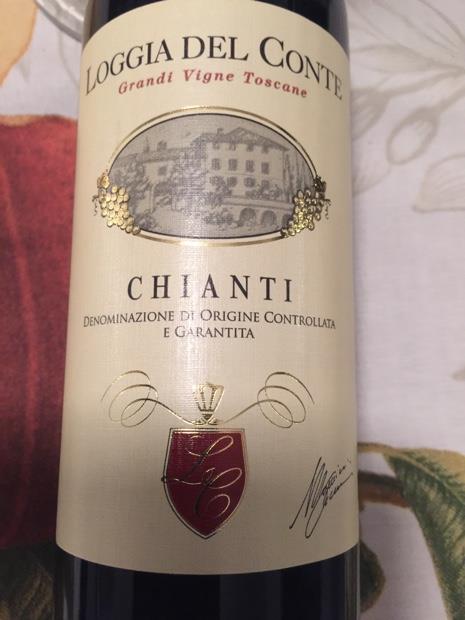 LOGGIA DEL CONTE
Grandi Vigne Toscane
CHIANTI
DENOMINAZIONE DI ORIGINE CONTROLLATA
E GARANTITA
LC